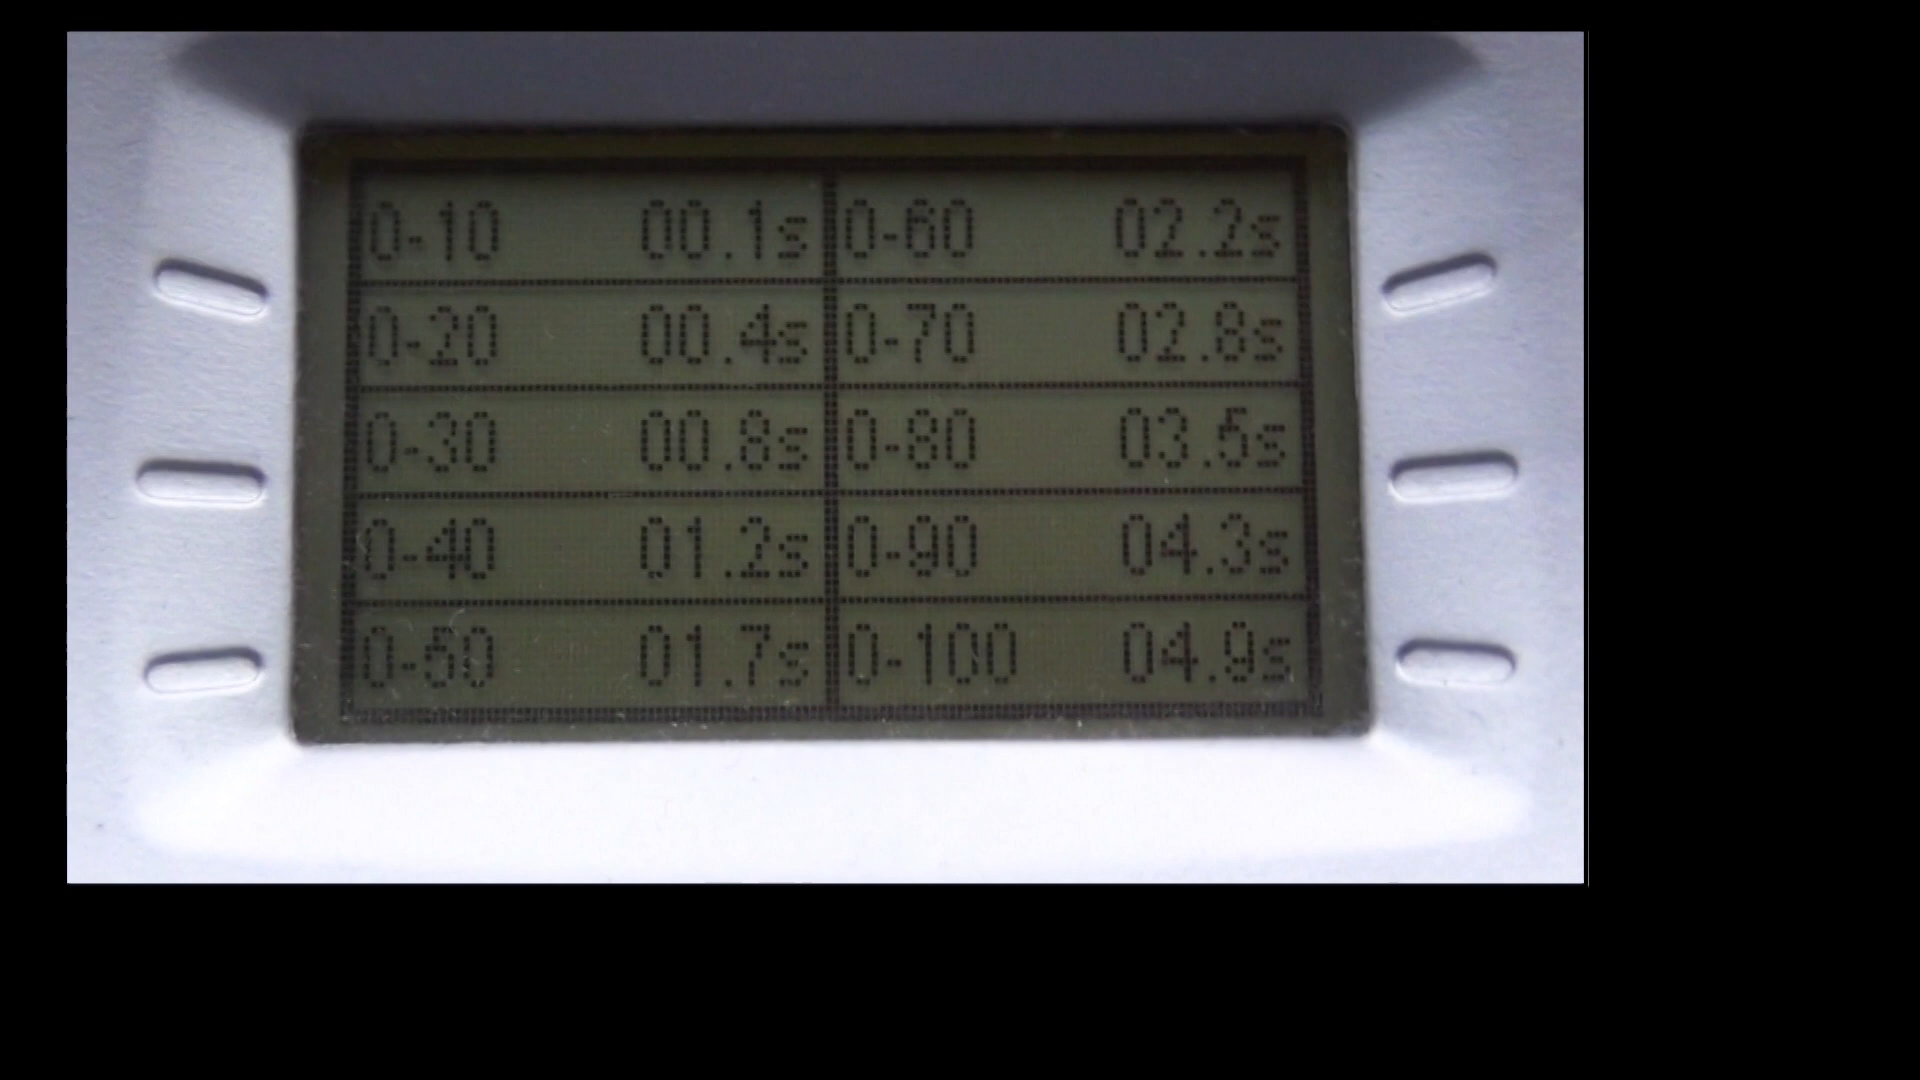 0-10 00.1s 0-60 02.2s
0-20 00.4s 0-70 02.8s
0-30 00.8s 0-80 03.5s
0-40 01.2s 0-90 04.3s
0-50 01.7s 0-100 04.9s